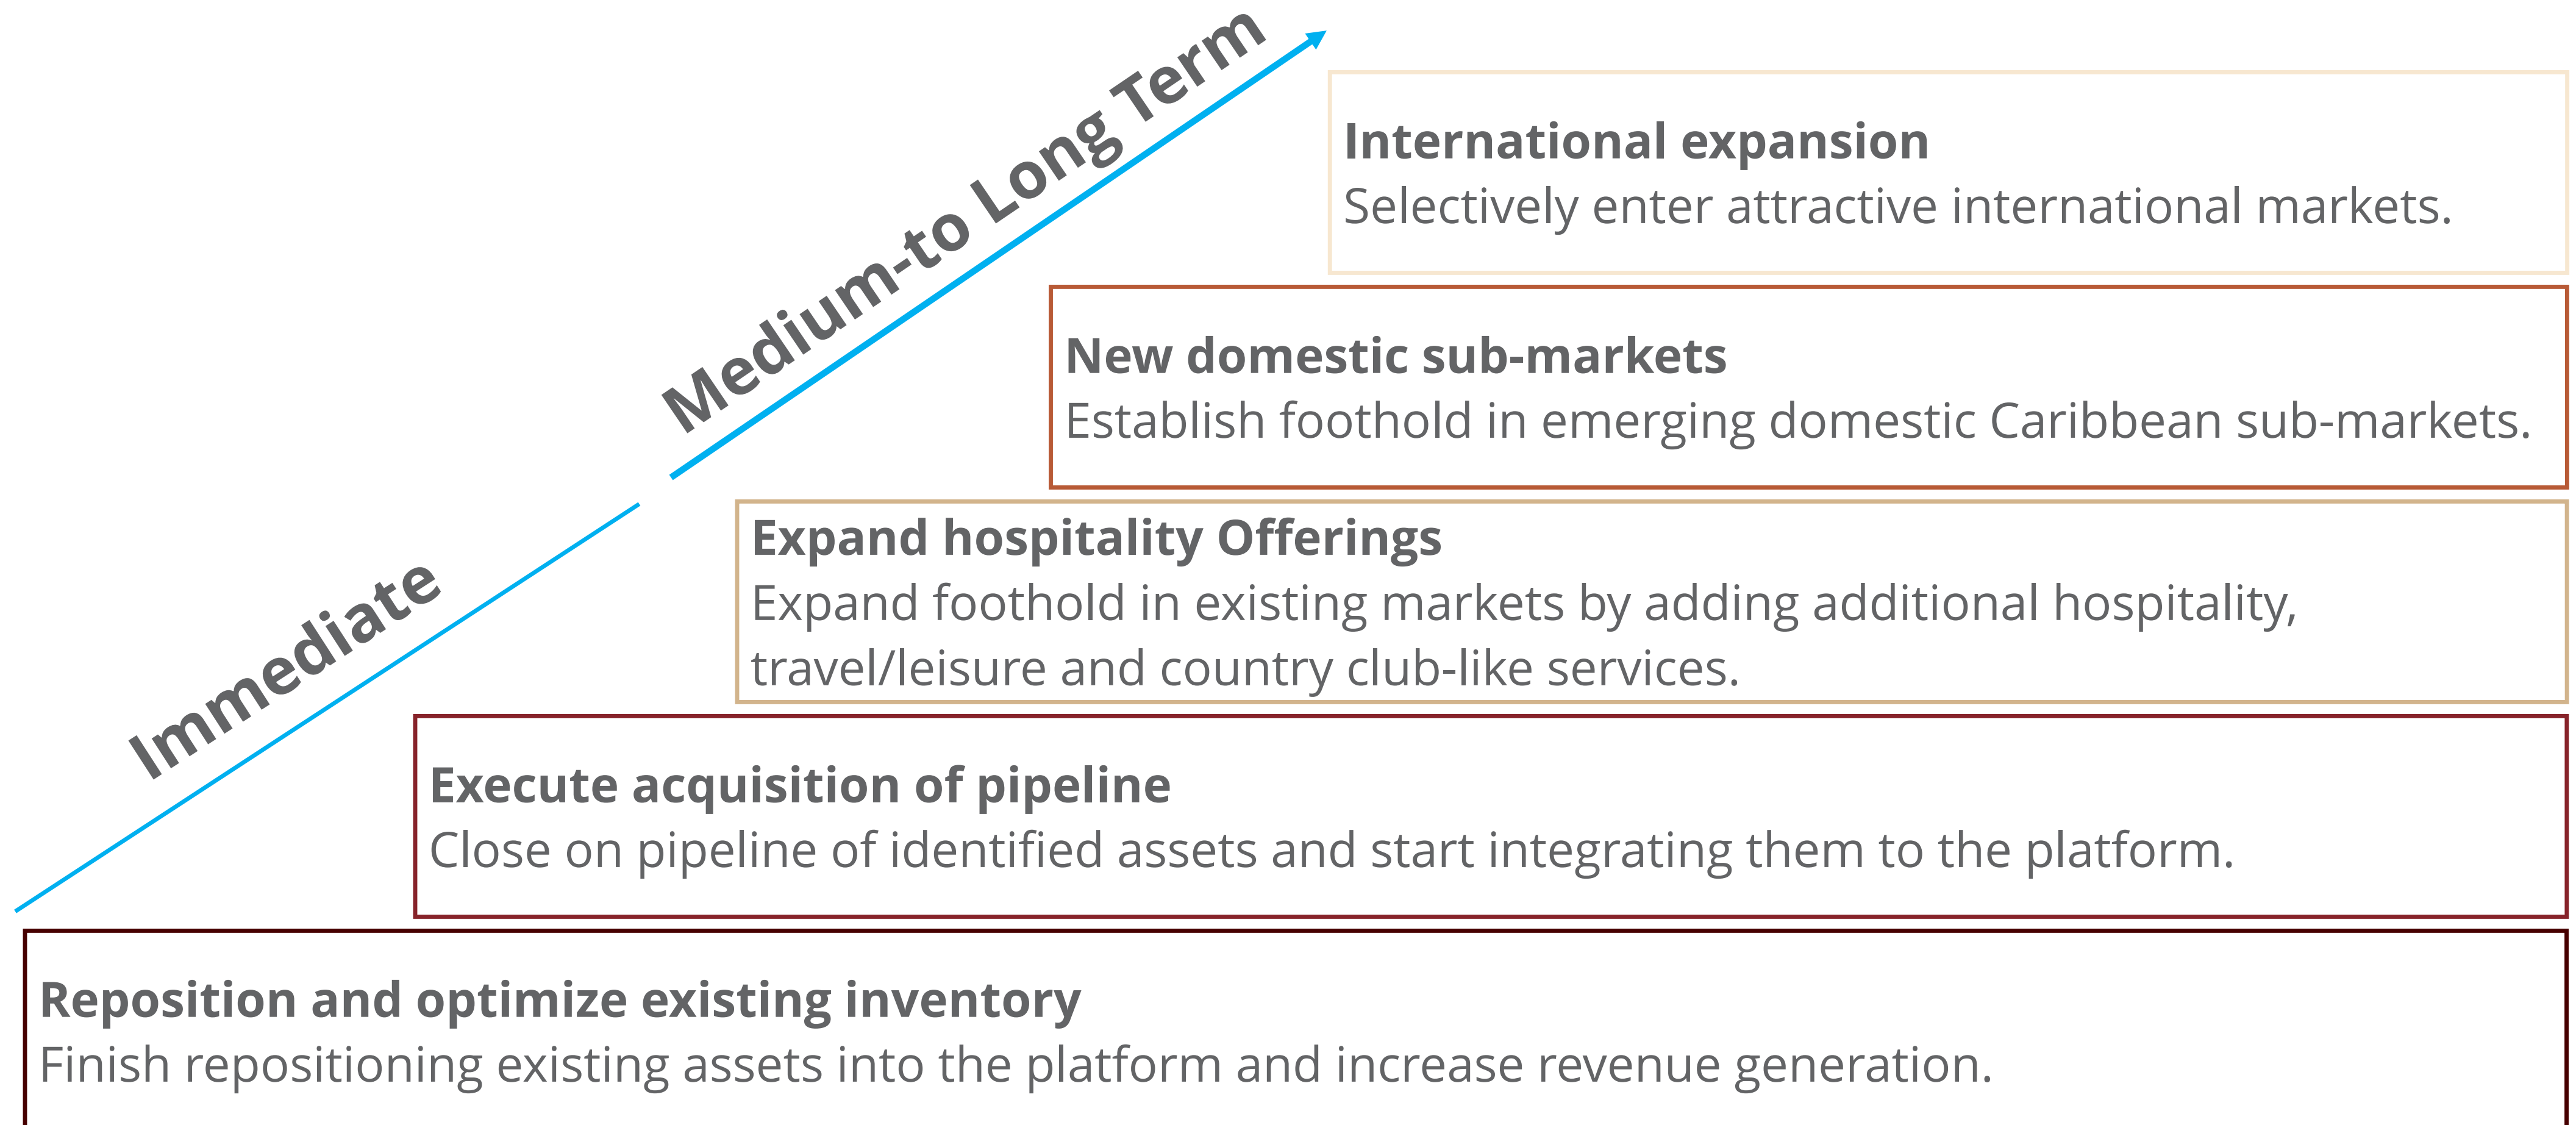 Medium-to Long Term
International expansion
Selectively enter attractive international markets.
New domestic sub-markets
Establish foothold in emerging domestic Caribbean sub-markets.
Immediate
Expand hospitality Offerings
Expand foothold in existing markets by adding additional hospitality,
travel/leisure and country club-like services.
Execute acquisition of pipeline
Close on pipeline of identified assets and start integrating them to the platform.
Reposition and optimize existing inventory
Finish repositioning existing assets into the platform and increase revenue generation.